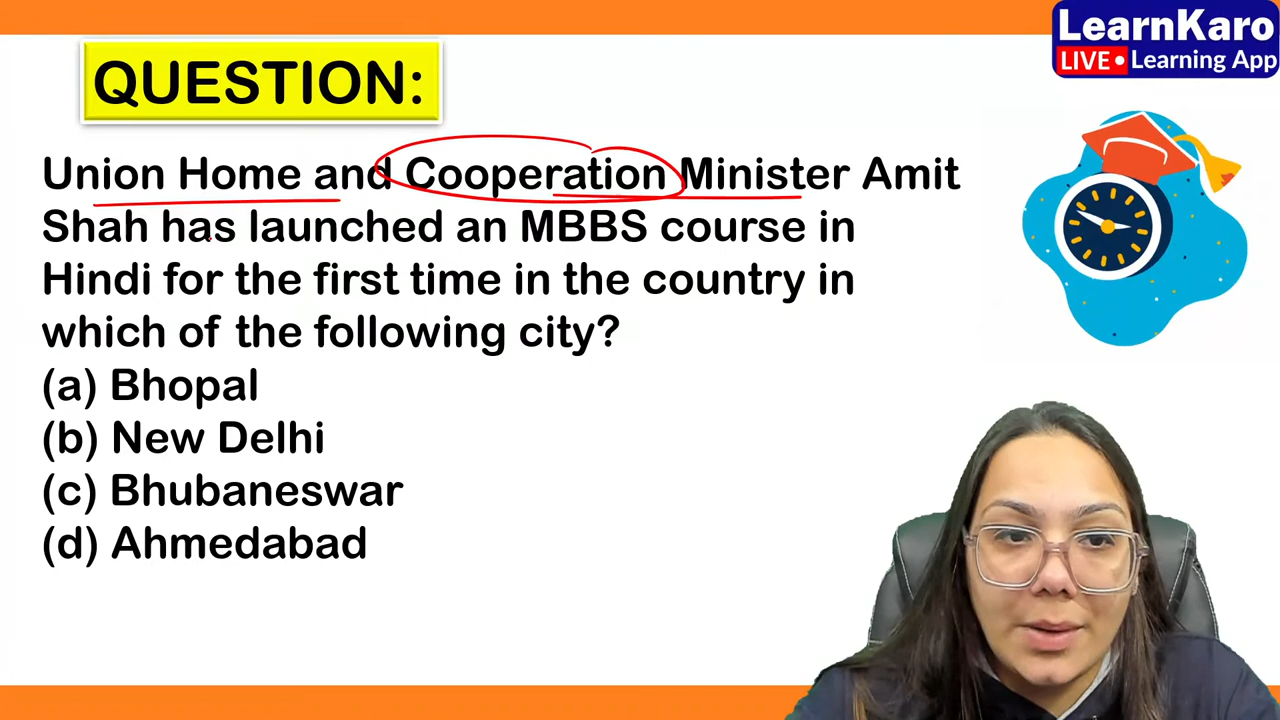 LearnKaro
LIVE • Learning App
QUESTION:
Union Home and Cooperation Minister Amit
Shah has launched an MBBS course in
Hindi for the first time in the country in
which of the following city?
(a) Bhopal
(b) New Delhi
(c) Bhubaneswar
(d) Ahmedabad